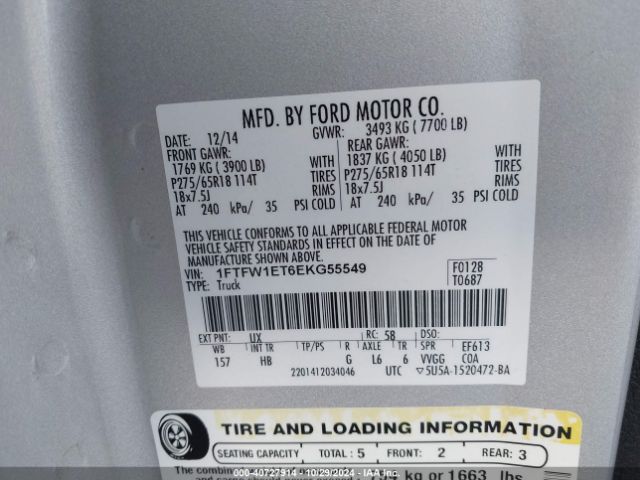 MFD. BY FORD MOTOR CO.
DATE: 12/14 GVWR: 3493 KG ( 7700 LB)
FRONT GAWR: REAR GAWR:
1769 KG ( 3900 LB) WITH 1837 KG ( 4050 LB) WITH
P275/65R18 114T TIRES P275/65R18 114T TIRES
18x7.5J RIMS 18x7.5J RIMS
AT 240 kPa/ 35 PSI COLD AT 240 kPa/ 35 PSI COLD
THIS VEHICLE CONFORMS TO ALL APPLICABLE FEDERAL MOTOR
VEHICLE SAFETY STANDARDS IN EFFECT ON THE DATE OF
MANUFACTURE SHOWN ABOVE.
VIN: 1FTFW1ET6EKG55549 F0128
TYPE: Truck T0687
EXT PNT: UX RC: 58 DSO:
WB INT TR TP/PS R AXLE TR SPR EF613
157 HB G L6 6 VVGG COA
2201412034046 UTC ▽5U5A-1520472-BA
TIRE AND LOADING INFORMATION
SEATING CAPACITY TOTAL : 5 FRONT: 2 REAR: 3
The combined
kg or 1663 lbs
000-40727914 - 10/29/2024 - IAAI.com